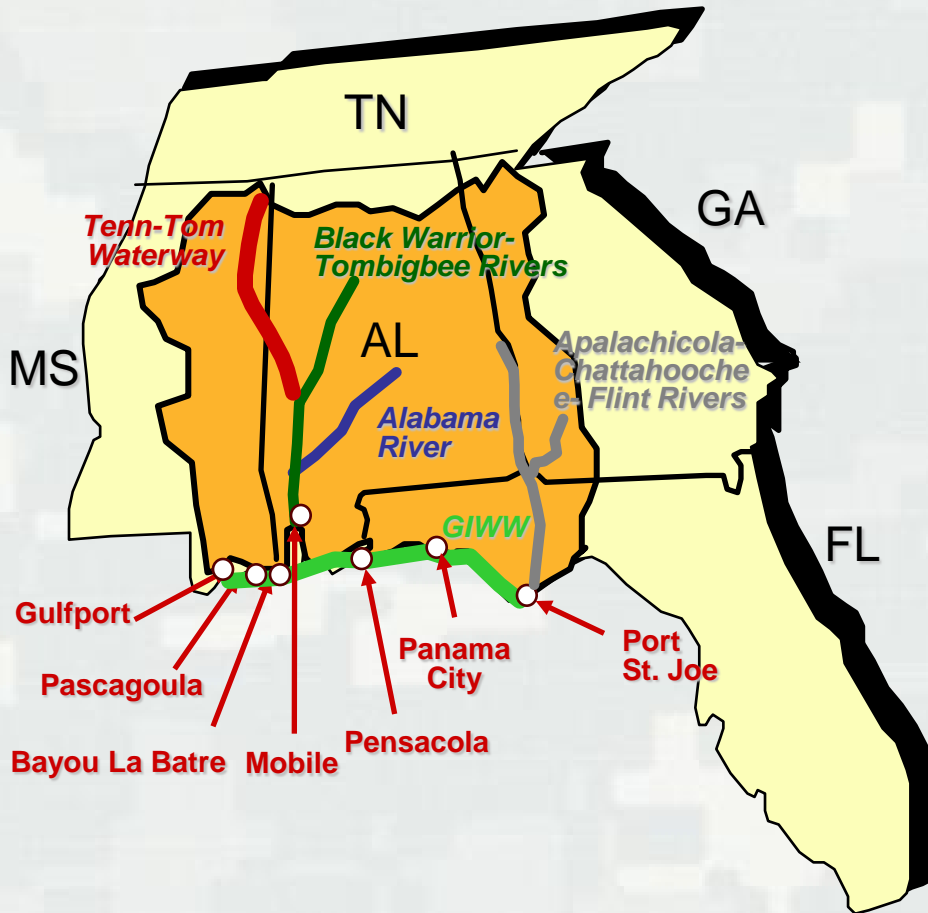 TN
GA
Tenn-Tom
Waterway
Black Warrior-
Tombigbee Rivers
MS
AL
Apalachicola-
Chattahooche
e- Flint Rivers
Alabama
River
GIWW
FL
Gulfport
Pascagoula
Bayou La Batre
Mobile
Pensacola
Panama
City
Port
St. Joe